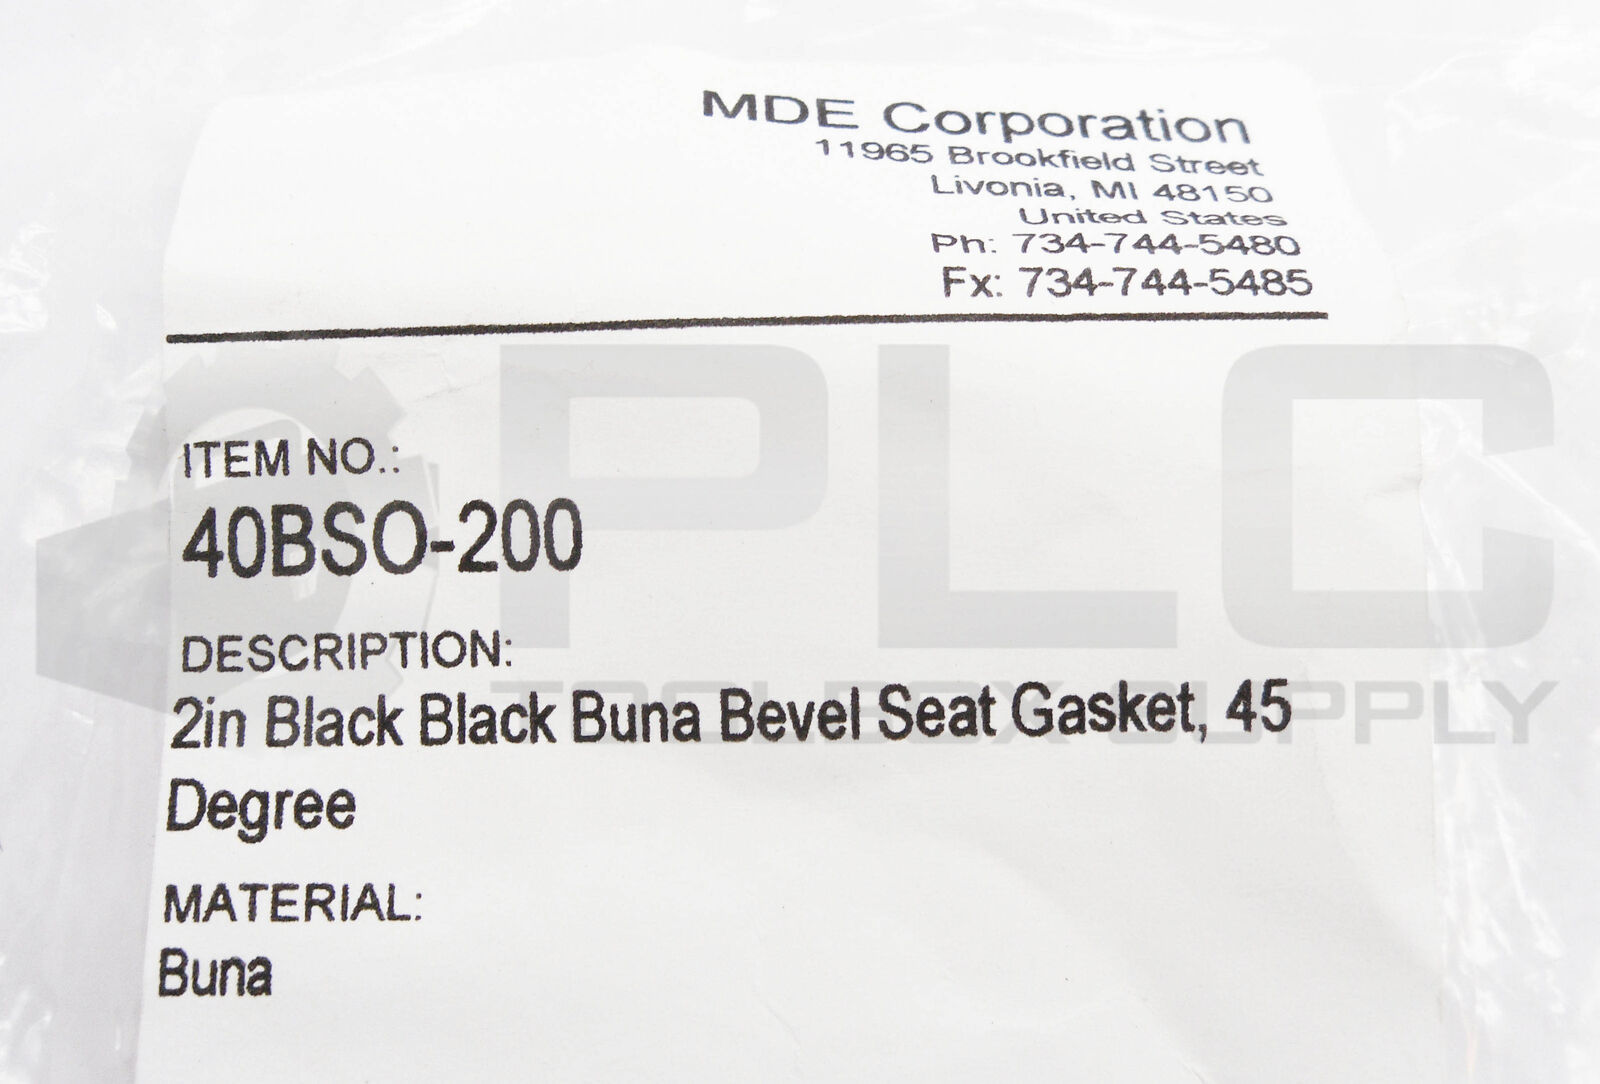 MDE Corporation
11965 Brookfield Street
Livonia, MI 48150
United States
Ph: 734-744-5480
Fx: 734-744-5485
ITEM NO.:
40BSO-200
DESCRIPTION:
2in Black Black Buna Bevel Seat Gasket, 45
Degree
MATERIAL:
Buna
PLC
TOOLBOX SUPPLY